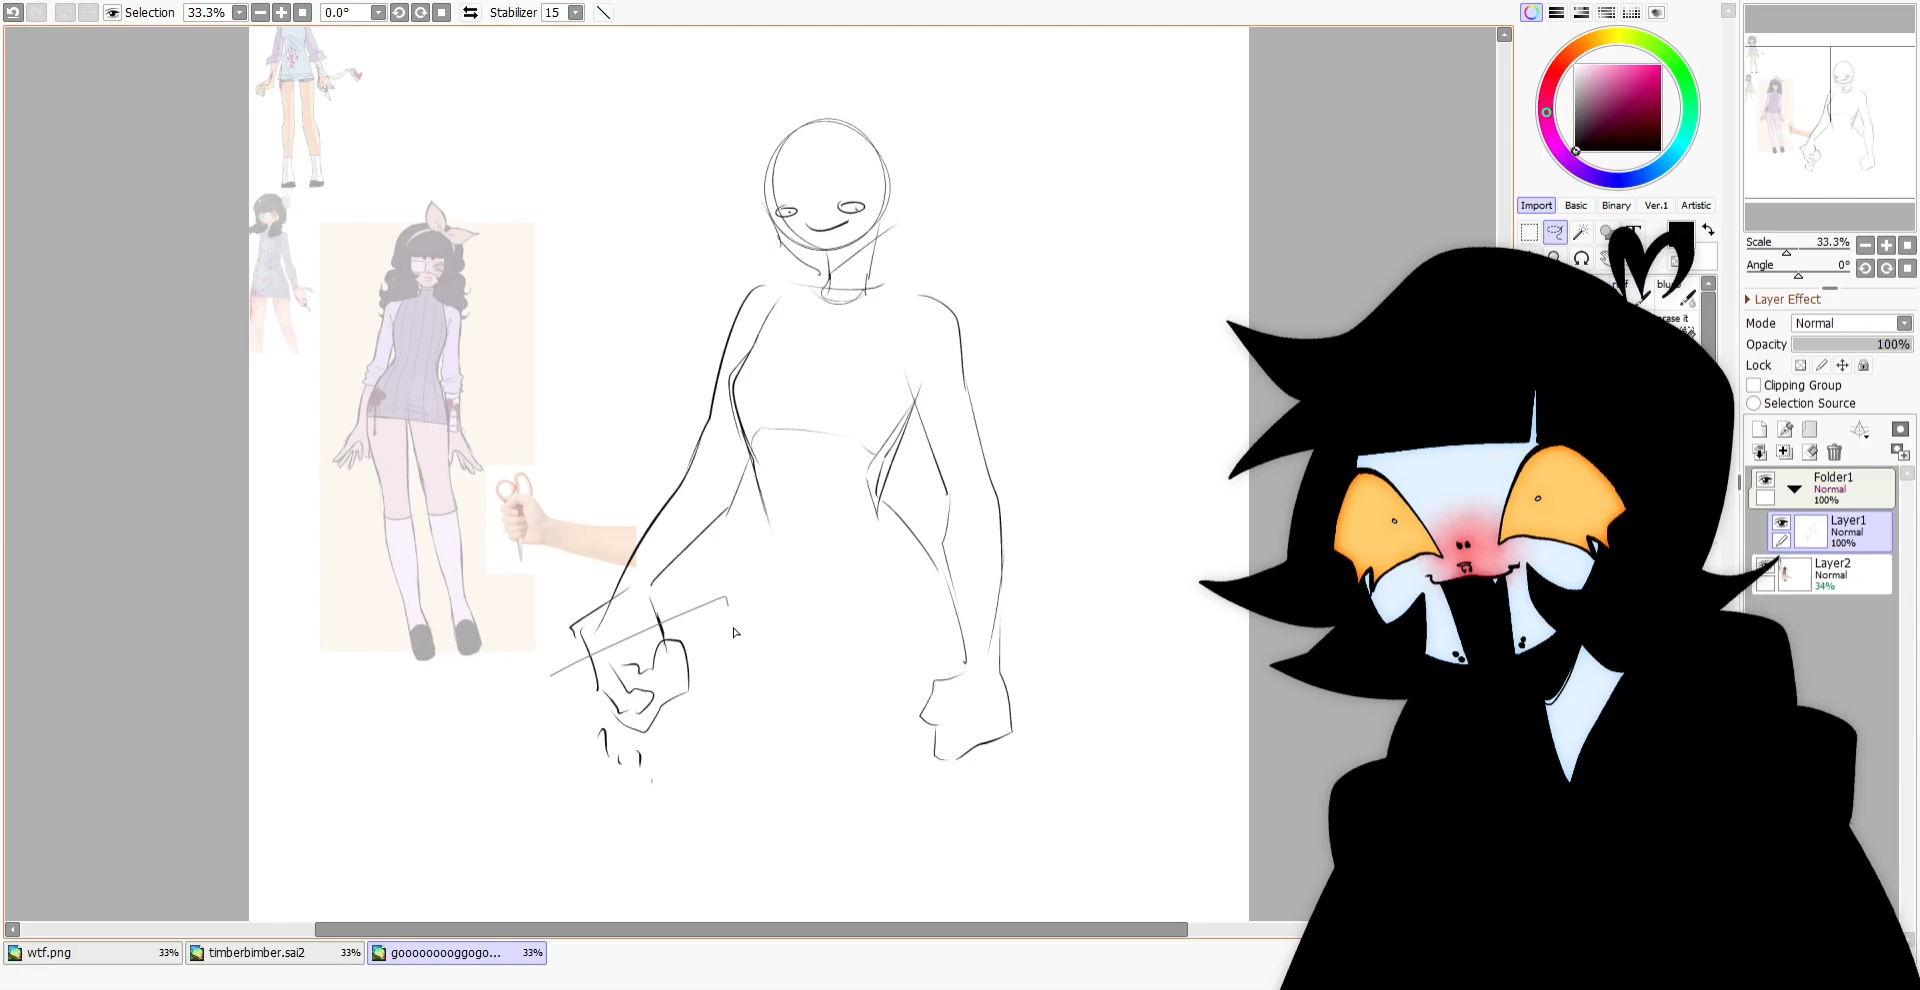 Selection 33.3% 0.0° Stabilizer 15
Import Basic Binary Ver.1 Artistic
Scale 33.3%
Angle 0°
Layer Effect
Mode Normal
Opacity 100%
Lock
Clipping Group
Selection Source
Folder1
Normal
100%
Layer1
Normal
100%
Layer2
Normal
34%
wtf.png 33% timberbimber.sai2 33% gooooooooggogo... 33%